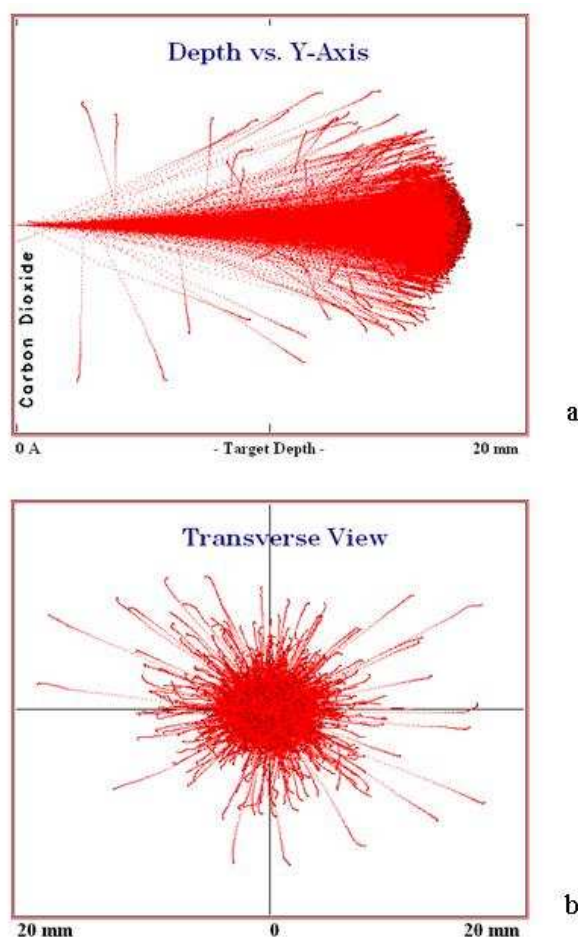 Depth vs. Y-Axis
Carbon Dioxide
0 A - Target Depth - 20 mm
a
Transverse View
20 mm 0 20 mm
b